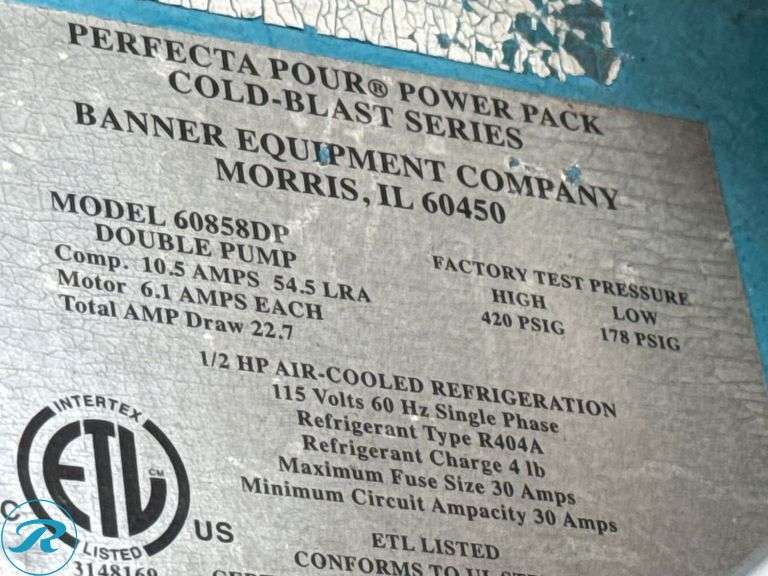 PERFECTA POUR® POWER PACK
COLD-BLAST SERIES
BANNER EQUIPMENT COMPANY
MORRIS, IL 60450
MODEL 60858DP
DOUBLE PUMP
Comp. 10.5 AMPS 54.5 LRA
Motor 6.1 AMPS EACH
Total AMP Draw 22.7
FACTORY TEST PRESSURE
HIGH LOW
420 PSIG 178 PSIG
1/2 HP AIR-COOLED REFRIGERATION
115 Volts 60 Hz Single Phase
Refrigerant Type R404A
Refrigerant Charge 4 lb
Maximum Fuse Size 30 Amps
Minimum Circuit Ampacity 30 Amps
INTERTEX
ETL CM
C US
LISTED
3148169
R
ETL LISTED
CONFORMS TO UL